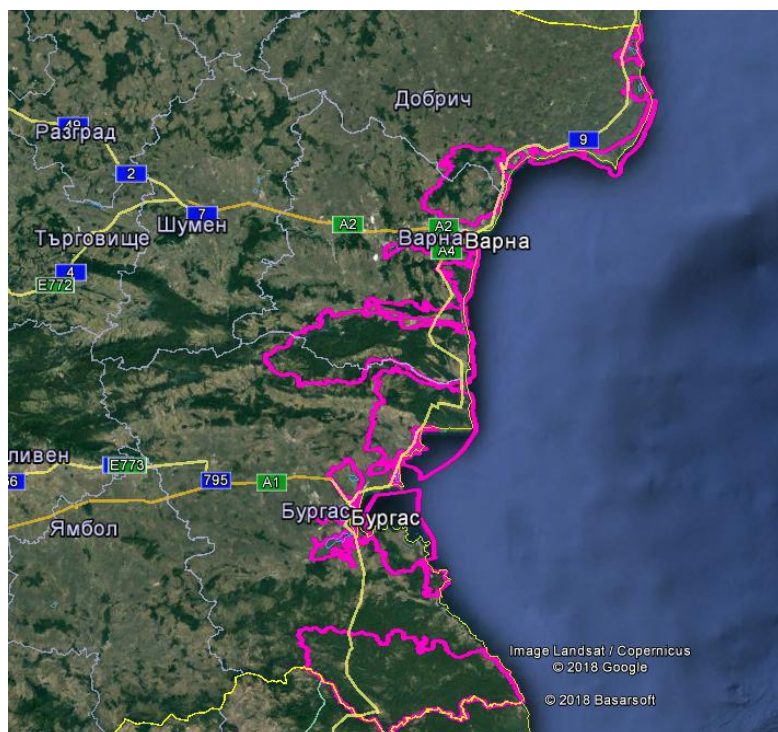 Добрич
49
Разград
9
2
7
Шумен
A2
A2
Търговище
Варна
Варна
A4
4
E772
ливен
E773
66
795
A1
Бургас
Бургас
Ямбол
Image Landsat / Copernicus
© 2018 Google
© 2018 Basarsoft